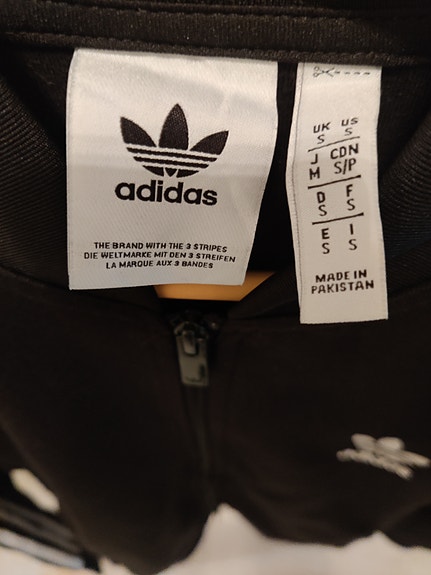 adidas
THE BRAND WITH THE 3 STRIPES
DIE WELTMARKE MIT DEN 3 STREIFEN
LA MARQUE AUX 3 BANDES
UK US
S S
J CDN
M S/P
D F
S S
E I
S S
MADE IN
PAKISTAN